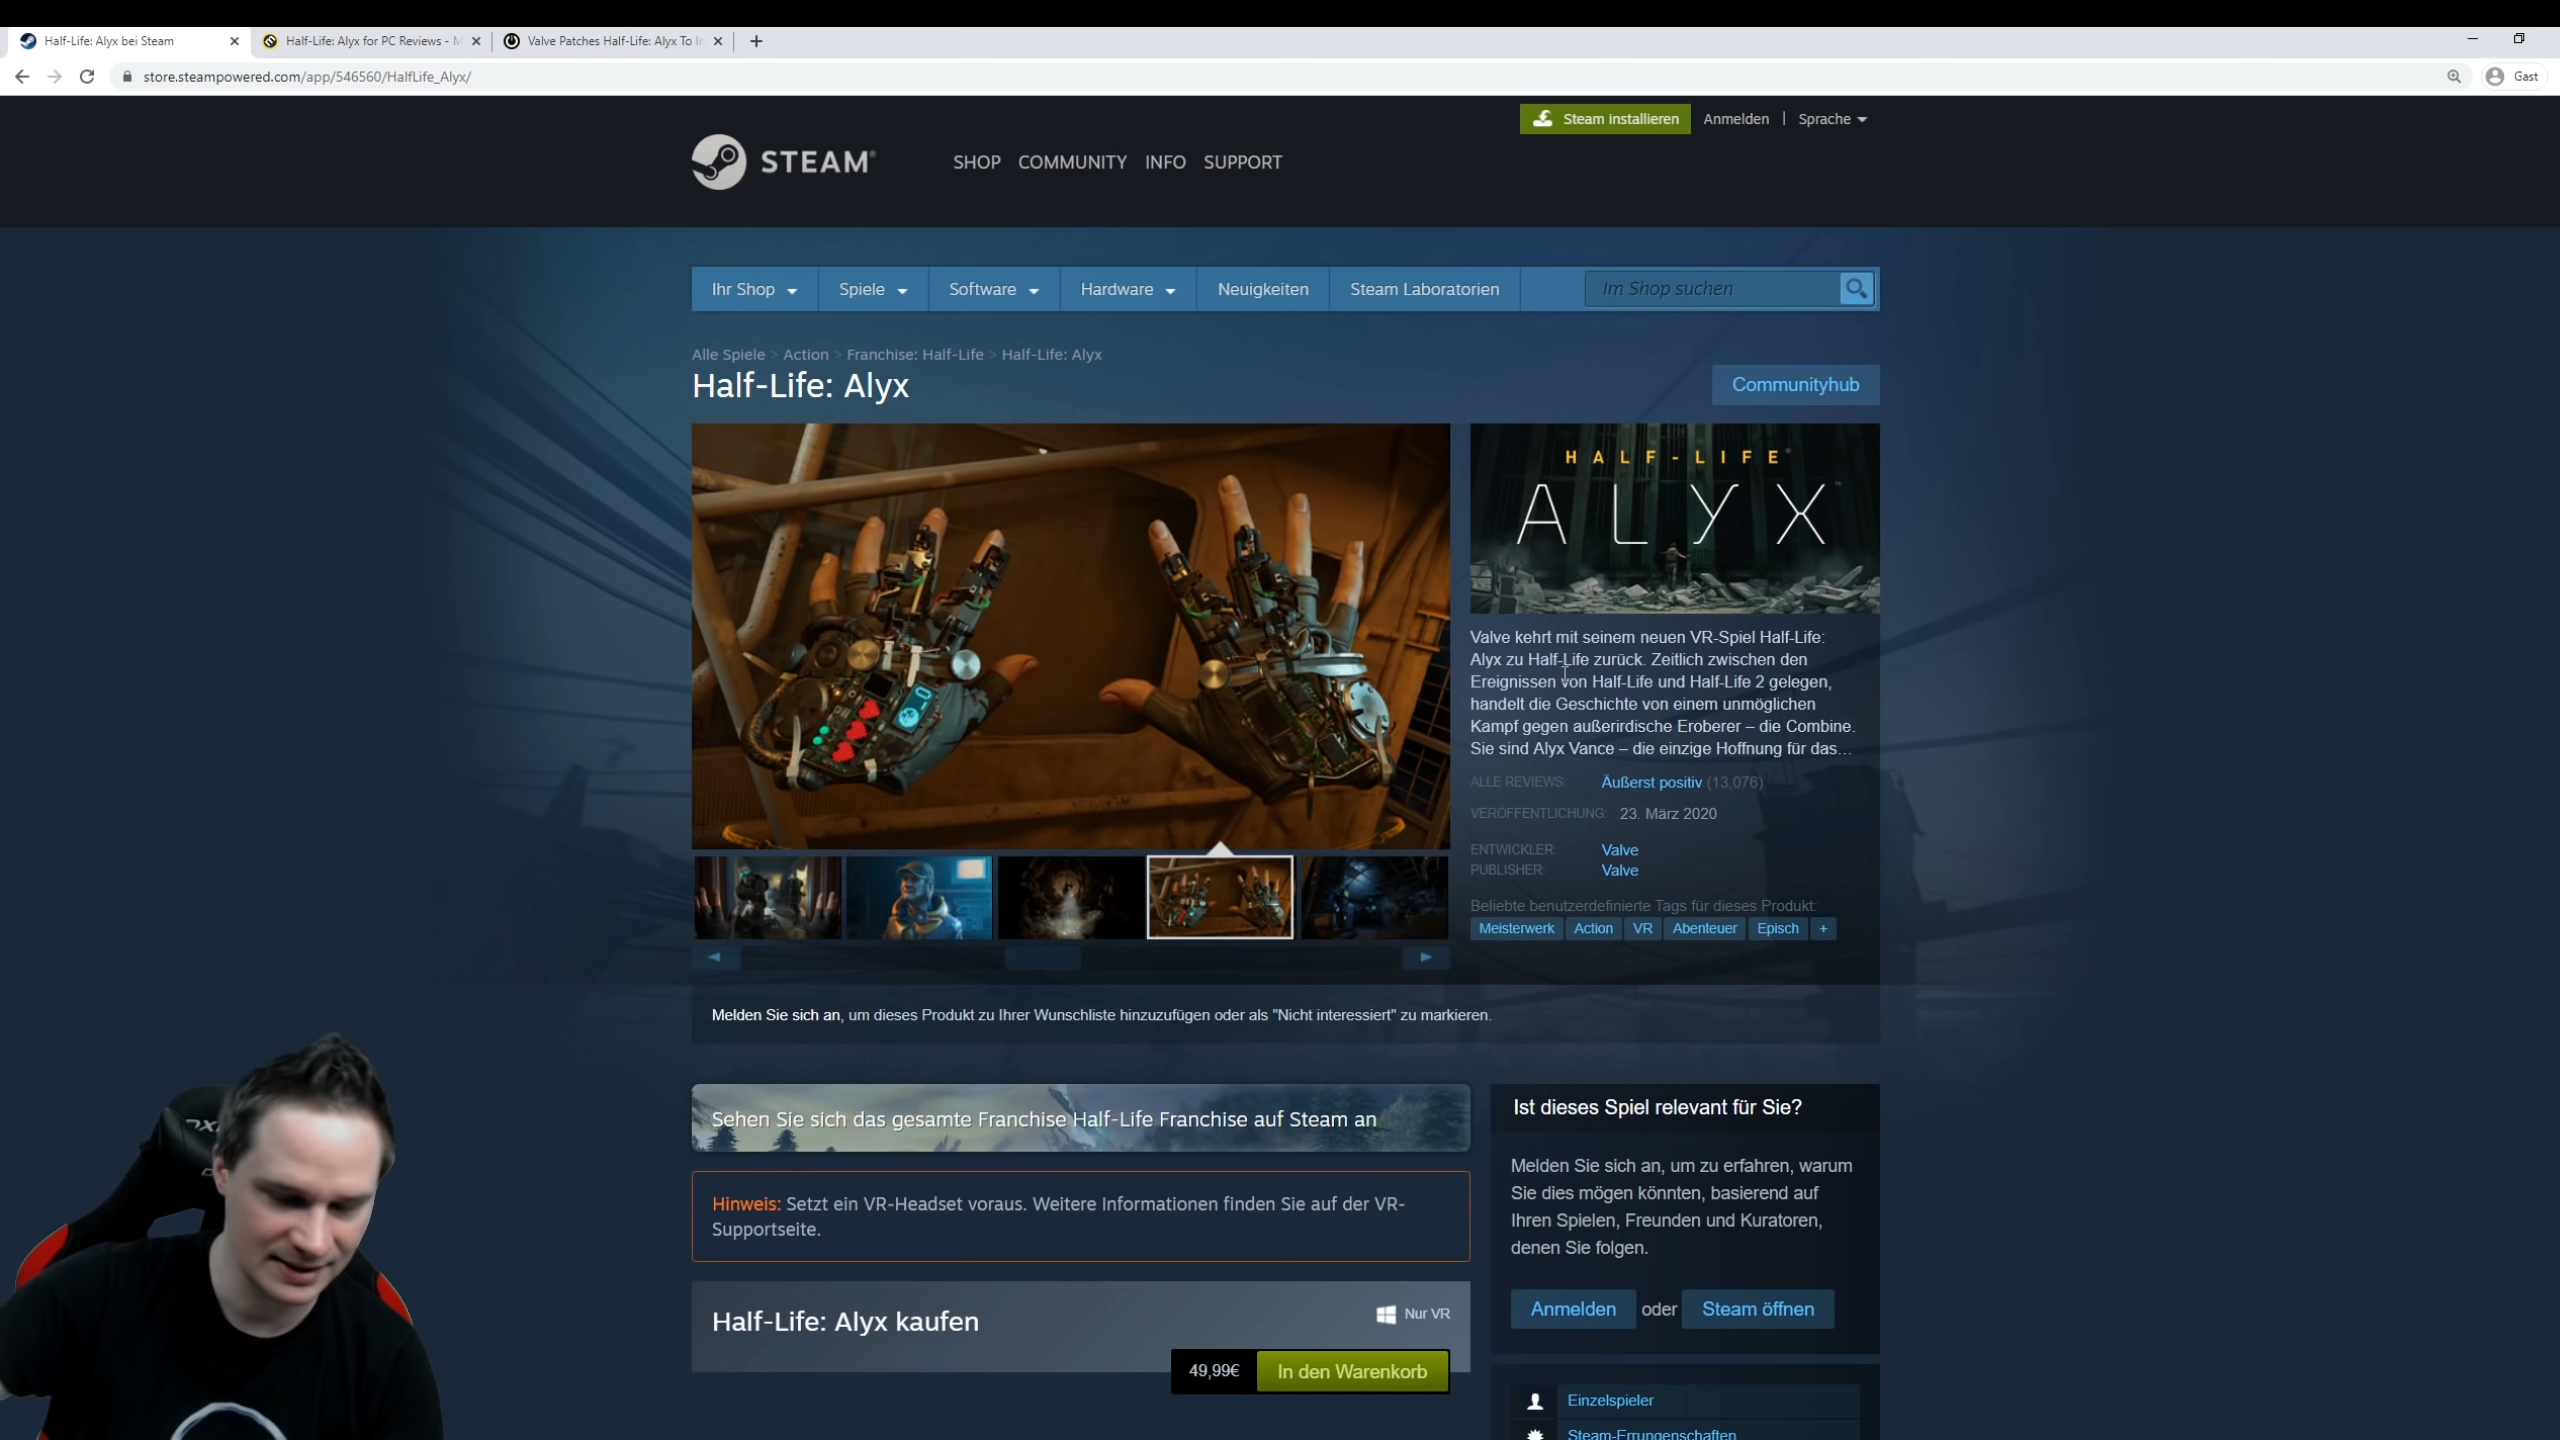 Half-Life: Alyx bei Steam
Half-Life: Alyx for PC Reviews - M
Valve Patches Half-Life: Alyx To In
store.steampowered.com/app/546560/HalfLife_Alyx/
Gast
Steam installieren
Anmelden | Sprache
STEAM
SHOP COMMUNITY INFO SUPPORT
Ihr Shop Spiele Software Hardware Neuigkeiten Steam Laboratorien
Im Shop suchen
Alle Spiele > Action > Franchise: Half-Life > Half-Life: Alyx
Half-Life: Alyx
Communityhub
HALF-LIFE
ALYX
Valve kehrt mit seinem neuen VR-Spiel Half-Life:
Alyx zu Half-Life zurück. Zeitlich zwischen den
Ereignissen von Half-Life und Half-Life 2 gelegen,
handelt die Geschichte von einem unmöglichen
Kampf gegen außerirdische Eroberer – die Combine.
Sie sind Alyx Vance – die einzige Hoffnung für das...
ALLE REVIEWS: Äußerst positiv (13,076)
VERÖFFENTLICHUNG: 23. März 2020
ENTWICKLER: Valve
PUBLISHER: Valve
Beliebte benutzerdefinierte Tags für dieses Produkt:
Meisterwerk Action VR Abenteuer Episch +
Melden Sie sich an, um dieses Produkt zu Ihrer Wunschliste hinzuzufügen oder als "Nicht interessiert" zu markieren.
Sehen Sie sich das gesamte Franchise Half-Life Franchise auf Steam an
Hinweis: Setzt ein VR-Headset voraus. Weitere Informationen finden Sie auf der VR-
Supportseite.
Half-Life: Alyx kaufen
Nur VR
49,99€ In den Warenkorb
Ist dieses Spiel relevant für Sie?
Melden Sie sich an, um zu erfahren, warum
Sie dies mögen könnten, basierend auf
Ihren Spielen, Freunden und Kuratoren,
denen Sie folgen.
Anmelden oder Steam öffnen
Einzelspieler
Steam-Errungenschaften